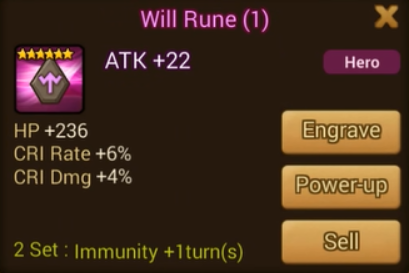 Will Rune (1)
ATK +22
Hero
HP +236
CRI Rate +6%
CRI Dmg +4%
Engrave
Power-up
Sell
2 Set : Immunity +1turn(s)